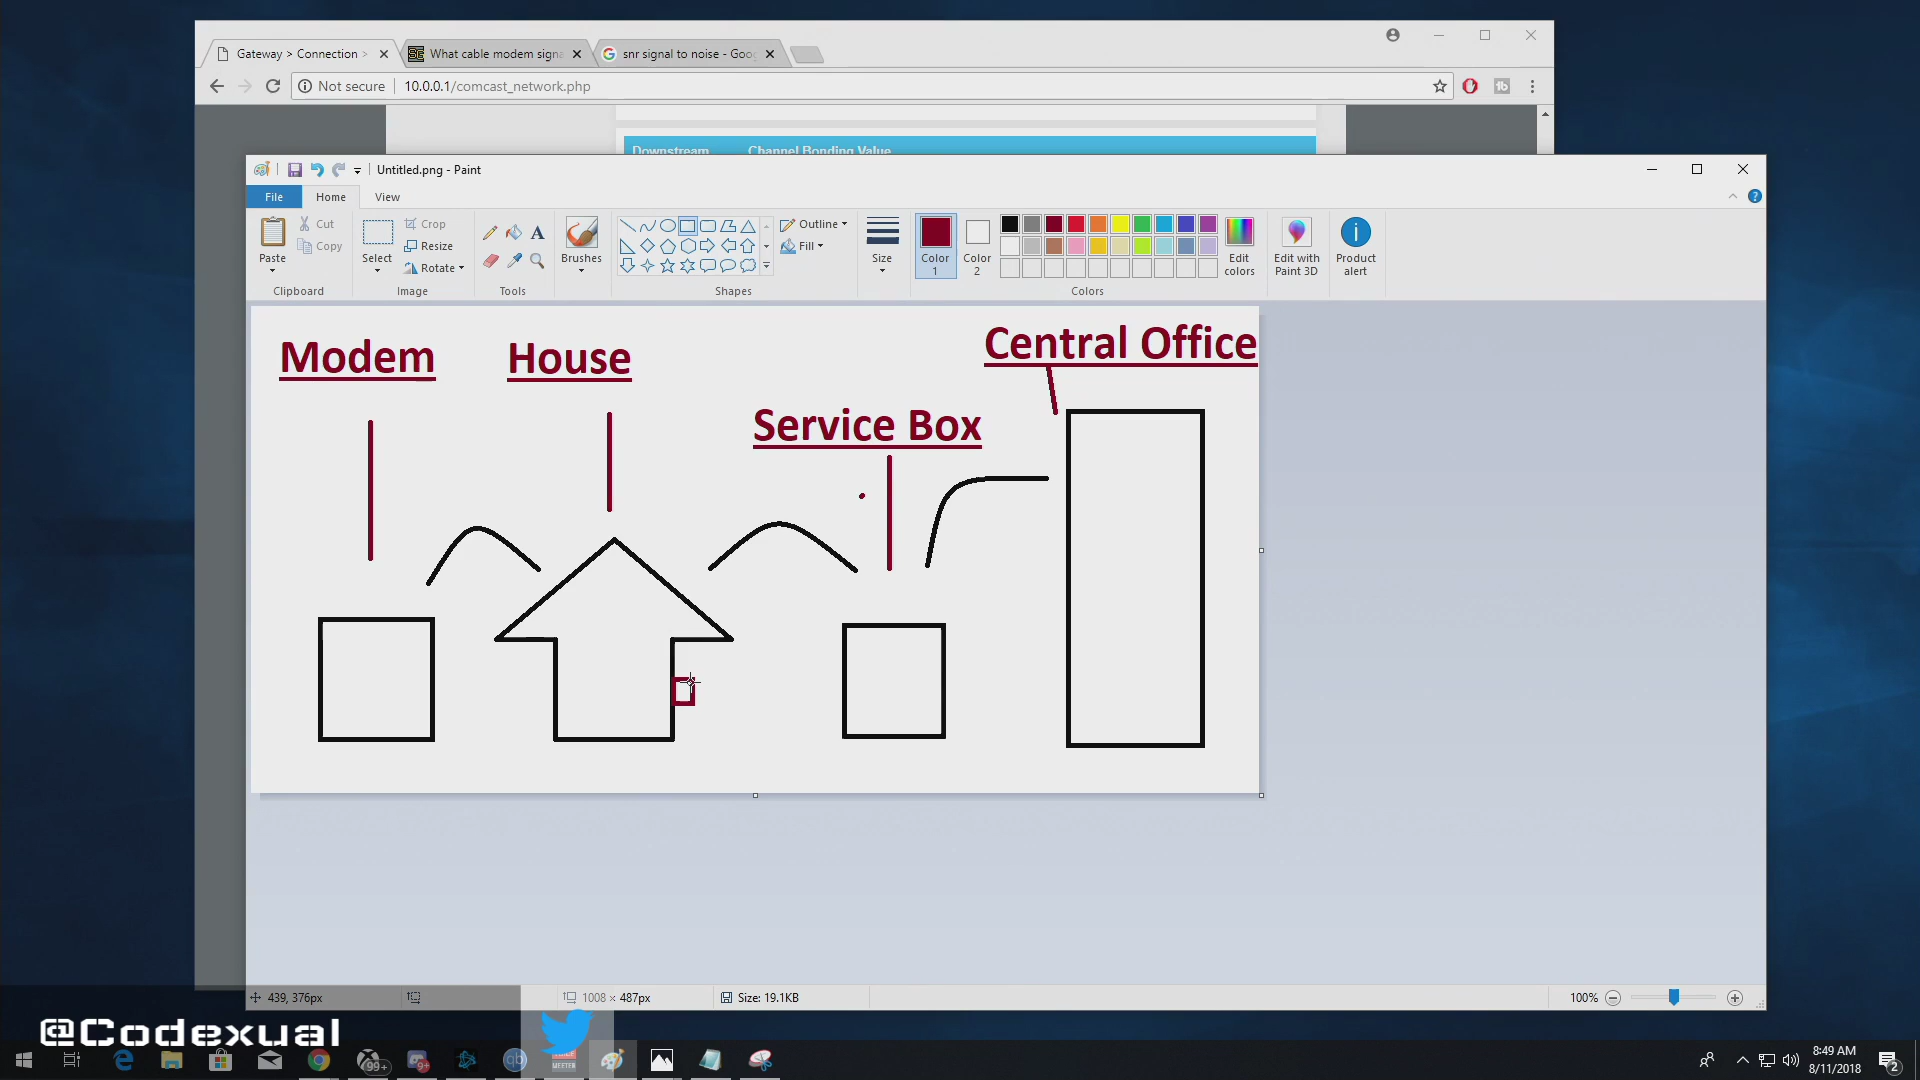 Gateway > Connection >
What cable modem signa
snr signal to noise - Goog
Not secure
10.0.0.1/comcast_network.php
Downstream
Channel Bonding Value
Untitled.png - Paint
File
Home
View
Paste
Cut
Copy
Clipboard
Select
Crop
Resize
Rotate
Image
Tools
Brushes
Shapes
Outline
Fill
Size
Color 1
Color 2
Edit colors
Colors
Edit with Paint 3D
Product alert
Modem
House
Central Office
Service Box
439, 376px
1008 × 487px
Size: 19.1KB
100%
@Codexual
99+
9+
8:49 AM
8/11/2018
2